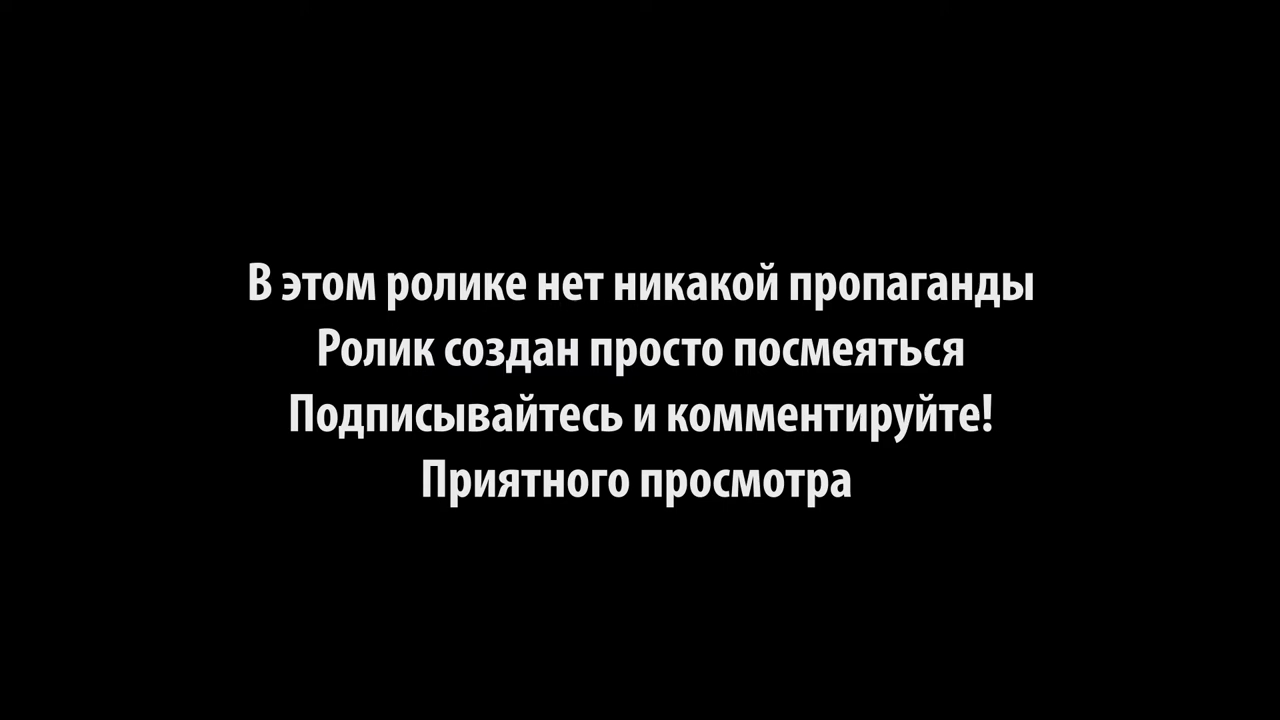 В этом ролике нет никакой пропаганды
Ролик создан просто посмеяться
Подписывайтесь и комментируйте!
Приятного просмотра